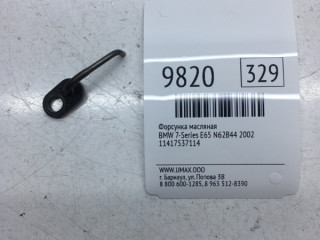 9820 329
Форсунка масляная
BMW 7-Series E65 N62B44 2002
11417537114
WWW.UMAX.OOO
г. Барнаул, ул. Попова 3В
8 800 600-1285, 8 963 512-8390